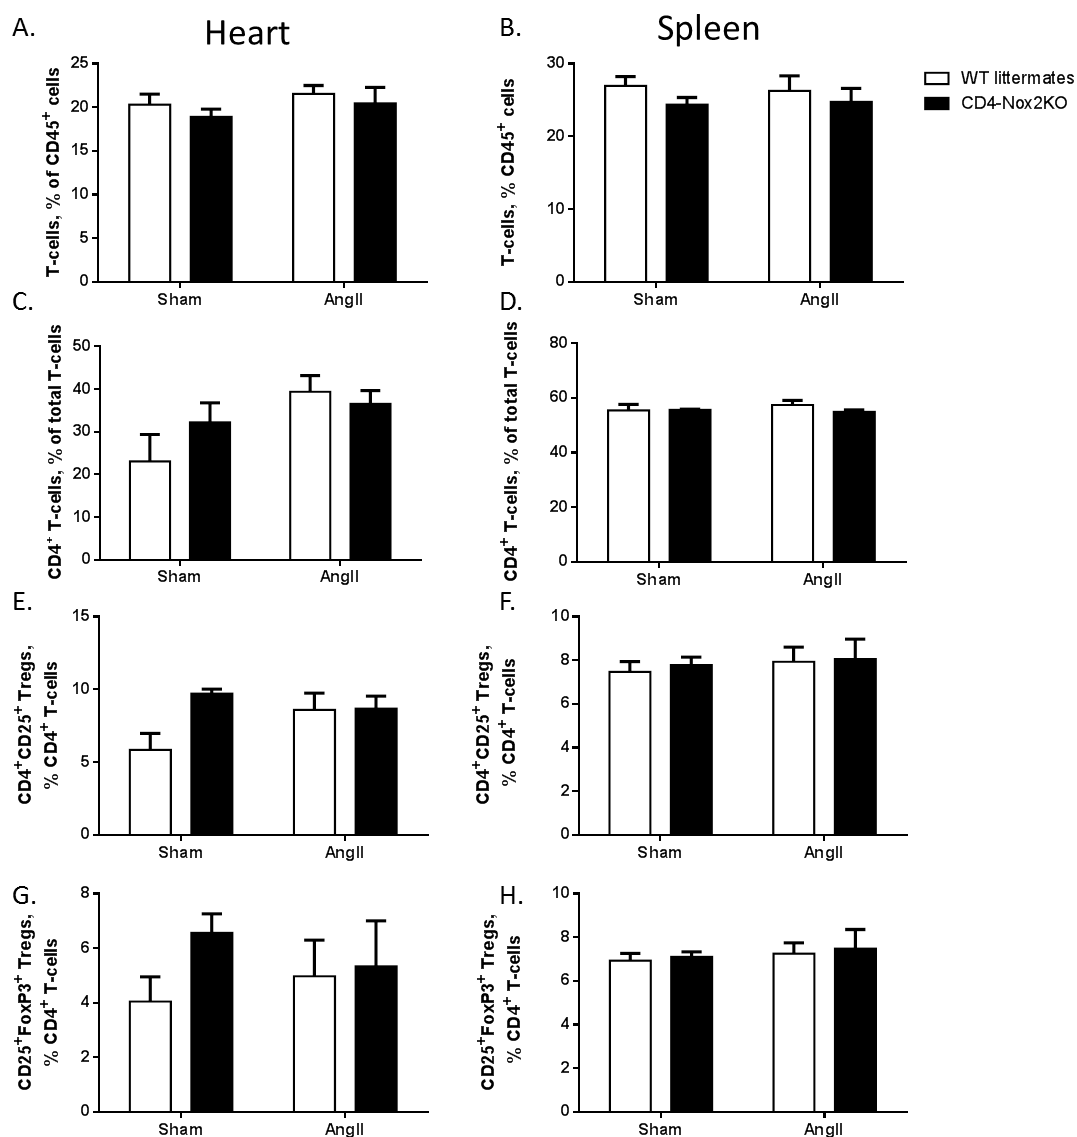 A.
Heart
B.
Spleen
WT littermates
CD4-Nox2KO
T-cells, % of CD45⁺ cells
25
20
15
10
5
0
Sham
AngII
T-cells, % CD45⁺ cells
30
20
10
0
Sham
AngII
C.
CD4⁺ T-cells, % of total T-cells
50
40
30
20
10
0
Sham
AngII
D.
CD4⁺ T-cells, % of total T-cells
80
60
40
20
0
Sham
AngII
E.
CD4⁺CD25⁺ Tregs,
% CD4⁺ T-cells
15
10
5
0
Sham
AngII
F.
CD4⁺CD25⁺ Tregs,
% CD4⁺ T-cells
10
8
6
4
2
0
Sham
AngII
G.
CD25⁺FoxP3⁺ Tregs,
% CD4⁺ T-cells
8
6
4
2
0
Sham
AngII
H.
CD25⁺FoxP3⁺ Tregs,
% CD4⁺ T-cells
10
8
6
4
2
0
Sham
AngII